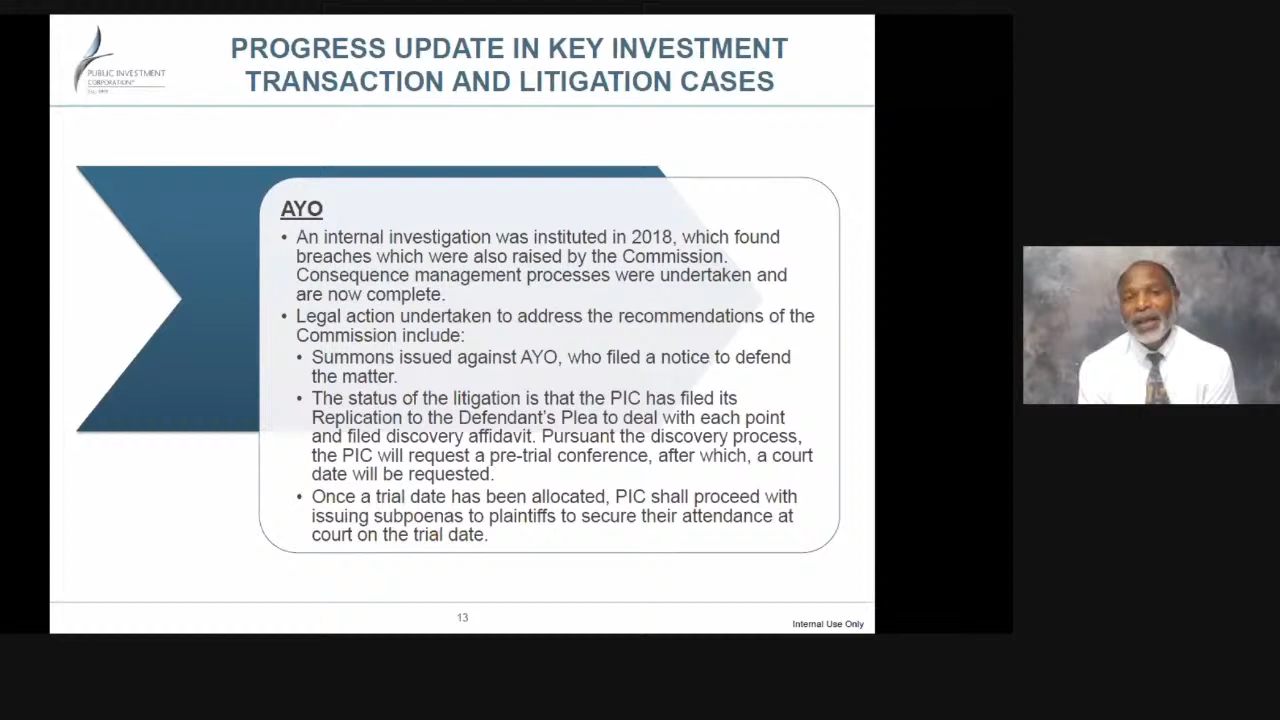 PUBLIC INVESTMENT
CORPORATION®
PROGRESS UPDATE IN KEY INVESTMENT
TRANSACTION AND LITIGATION CASES
AYO
• An internal investigation was instituted in 2018, which found
breaches which were also raised by the Commission.
Consequence management processes were undertaken and
are now complete.
• Legal action undertaken to address the recommendations of the
Commission include:
• Summons issued against AYO, who filed a notice to defend
the matter.
• The status of the litigation is that the PIC has filed its
Replication to the Defendant's Plea to deal with each point
and filed discovery affidavit. Pursuant the discovery process,
the PIC will request a pre-trial conference, after which, a court
date will be requested.
• Once a trial date has been allocated, PIC shall proceed with
issuing subpoenas to plaintiffs to secure their attendance at
court on the trial date.
13
Internal Use Only